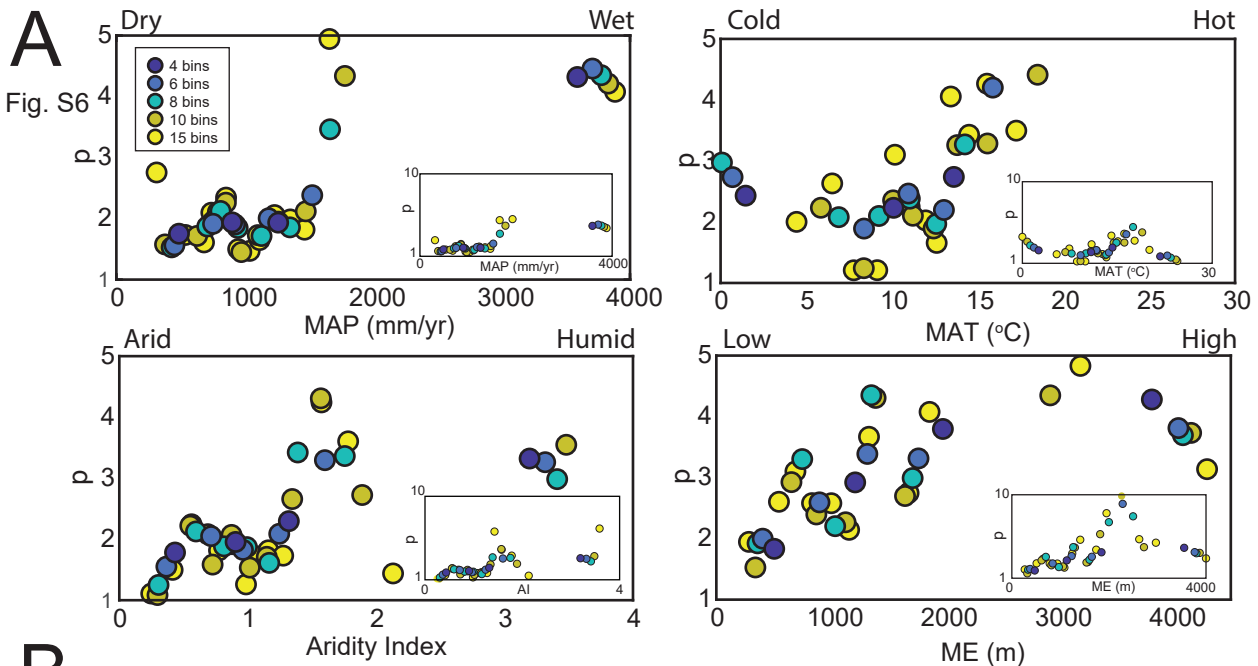 A
Fig. S6
Dry
Wet
5
4
3
2
1
p
4 bins
6 bins
8 bins
10 bins
15 bins
10
p
1
0
MAP (mm/yr)
4000
0
1000
2000
3000
4000
MAP (mm/yr)
Cold
Hot
5
4
3
2
1
p
10
p
1
0
MAT (oC)
30
0
5
10
15
20
25
30
MAT (oC)
Arid
Humid
5
4
3
2
1
p
10
p
1
0
AI
4
0
1
2
3
4
Aridity Index
Low
High
5
4
3
2
1
p
10
p
1
0
ME (m)
4000
0
1000
2000
3000
4000
ME (m)